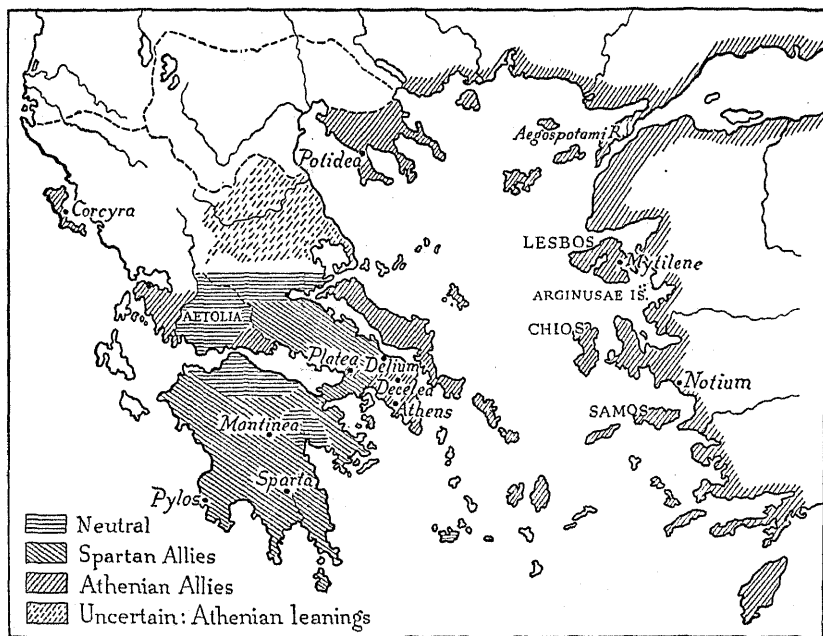 Aegospotami R.
Potidea
Corcyra
LESBOS
Mytilene
ARGINUSAE IS.
AETOLIA
CHIOS
Platea
Delium
Decelea
Notium
Athens
SAMOS
Mantinea
Sparta
Pylos
Neutral
Spartan Allies
Athenian Allies
Uncertain: Athenian leanings